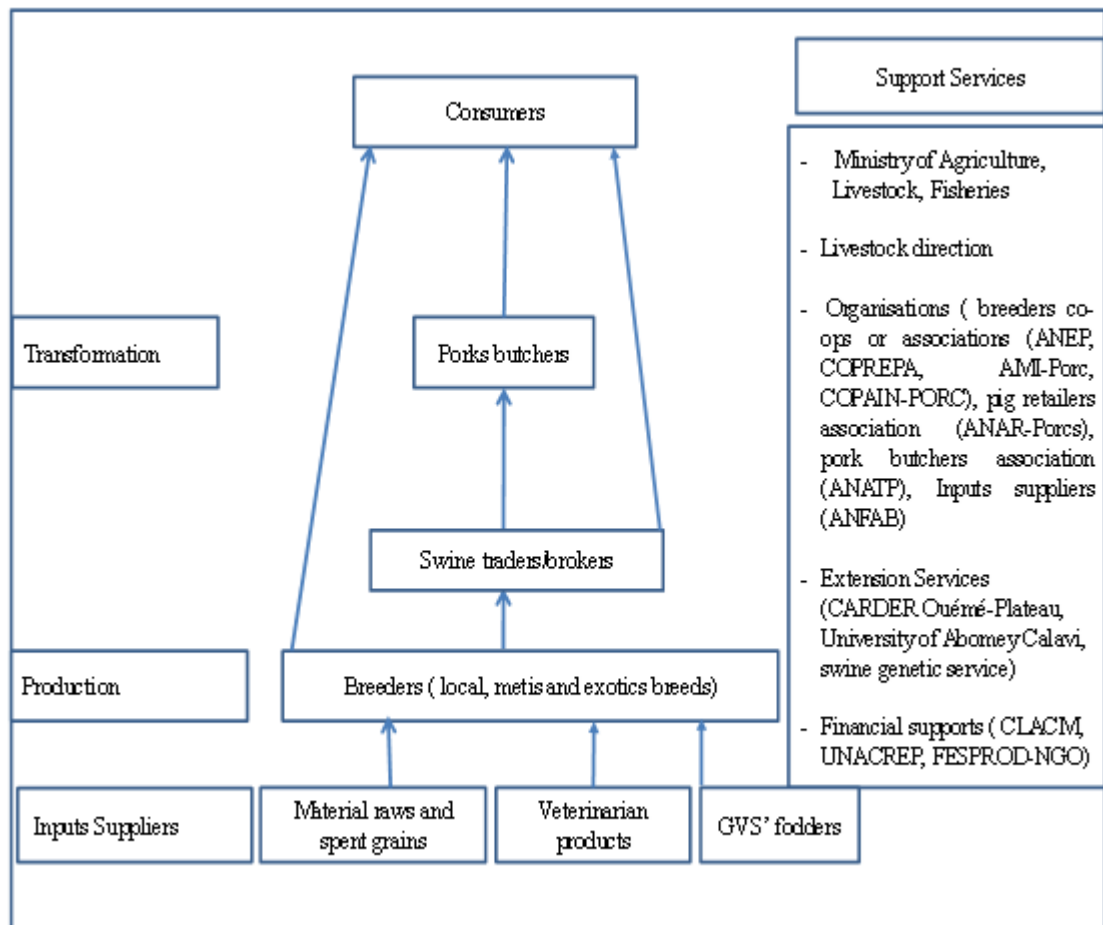 Support Services
Consumers
- Ministry of Agriculture,
Livestock, Fisheries
- Livestock direction
- Organisations ( breeders co-
ops or associations (ANEP,
COPREPA, AMI-Porc,
COPAIN-PORC), pig retailers
association (ANAR-Porcs),
pork butchers association
(ANATP), Inputs suppliers
(ANFAB)
- Extension Services
(CARDER Ouémé-Plateau,
University of Abomey Calavi,
swine genetic service)
- Financial supports ( CLACM,
UNACREP, FESPROD-NGO)
Transformation
Porks butchers
Swine traders/brokers
Production
Breeders ( local, metis and exotics breeds)
Inputs Suppliers
Material raws and
spent grains
Veterinarian
products
GVS’ fodders